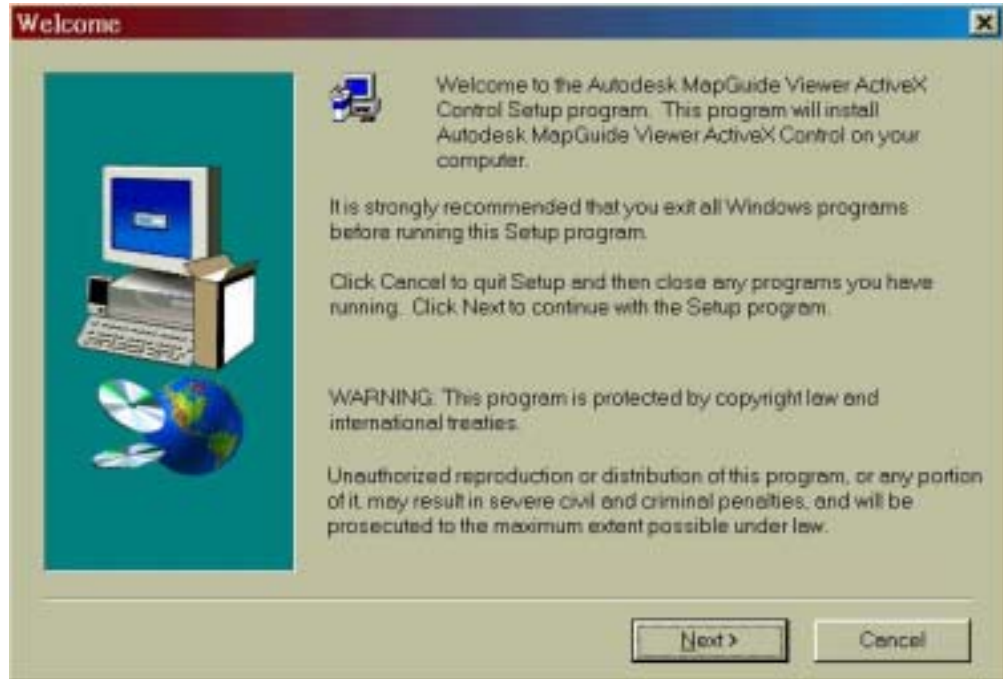 Welcome
Welcome to the Autodesk MapGuide Viewer ActiveX
Control Setup program. This program will install
Autodesk MapGuide Viewer ActiveX Control on your
computer.
It is strongly recommended that you exit all Windows programs
before running this Setup program.
Click Cancel to quit Setup and then close any programs you have
running. Click Next to continue with the Setup program.
WARNING: This program is protected by copyright law and
international treaties.
Unauthorized reproduction or distribution of this program, or any portion
of it, may result in severe civil and criminal penalties, and will be
prosecuted to the maximum extent possible under law.
Next >
Cancel